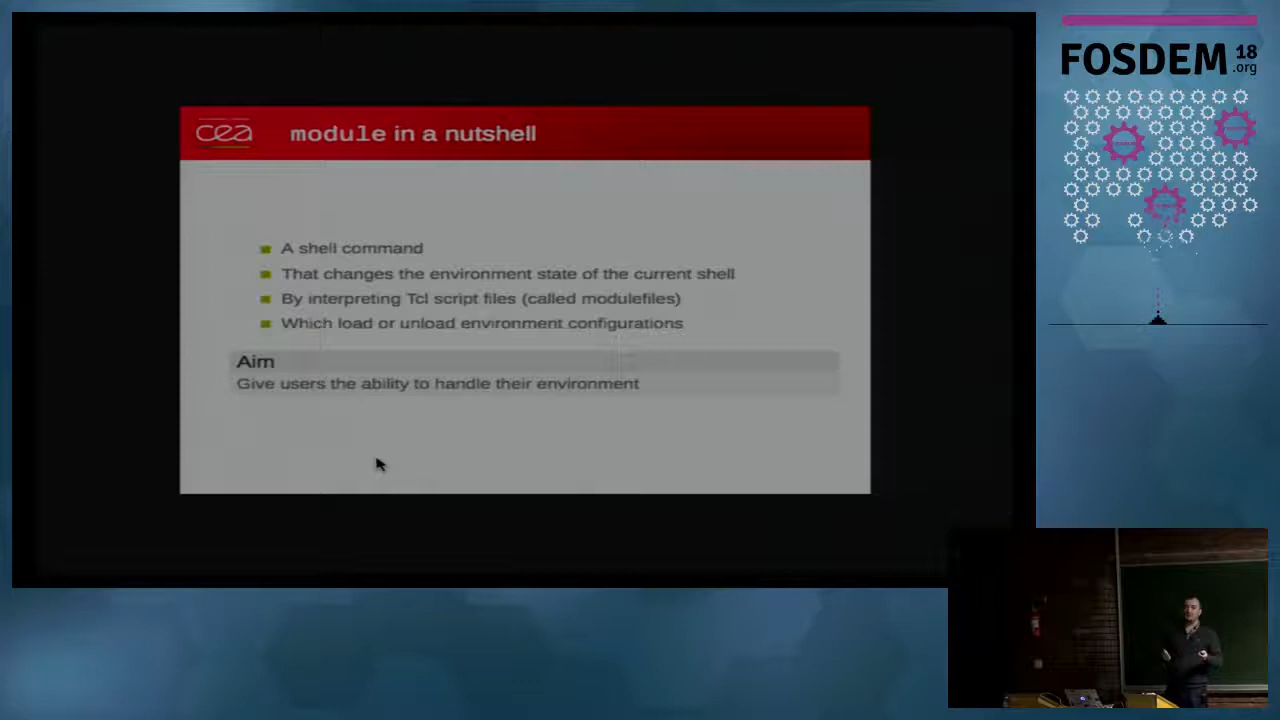 FOSDEM 18
.org
cea
module in a nutshell
A shell command
That changes the environment state of the current shell
By interpreting Tcl script files (called modulefiles)
Which load or unload environment configurations
Aim
Give users the ability to handle their environment